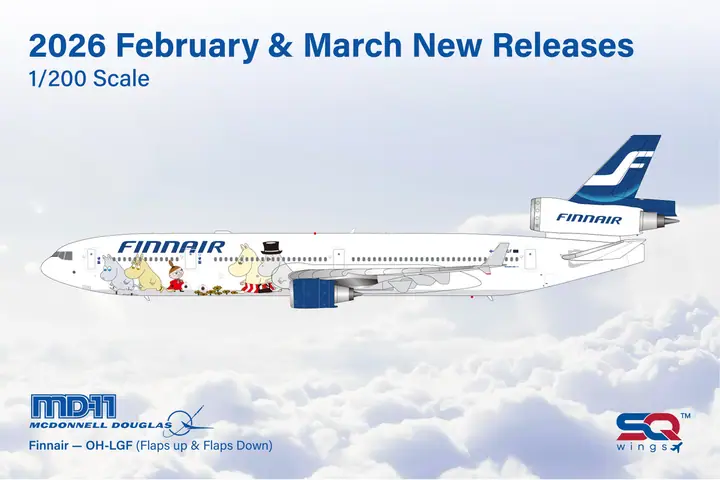 2026 February & March New Releases
1/200 Scale
FINNAIR
FINNAIR
MD-11
MCDONNELL DOUGLAS
Finnair — OH-LGF (Flaps up & Flaps Down)
SQ™
wings